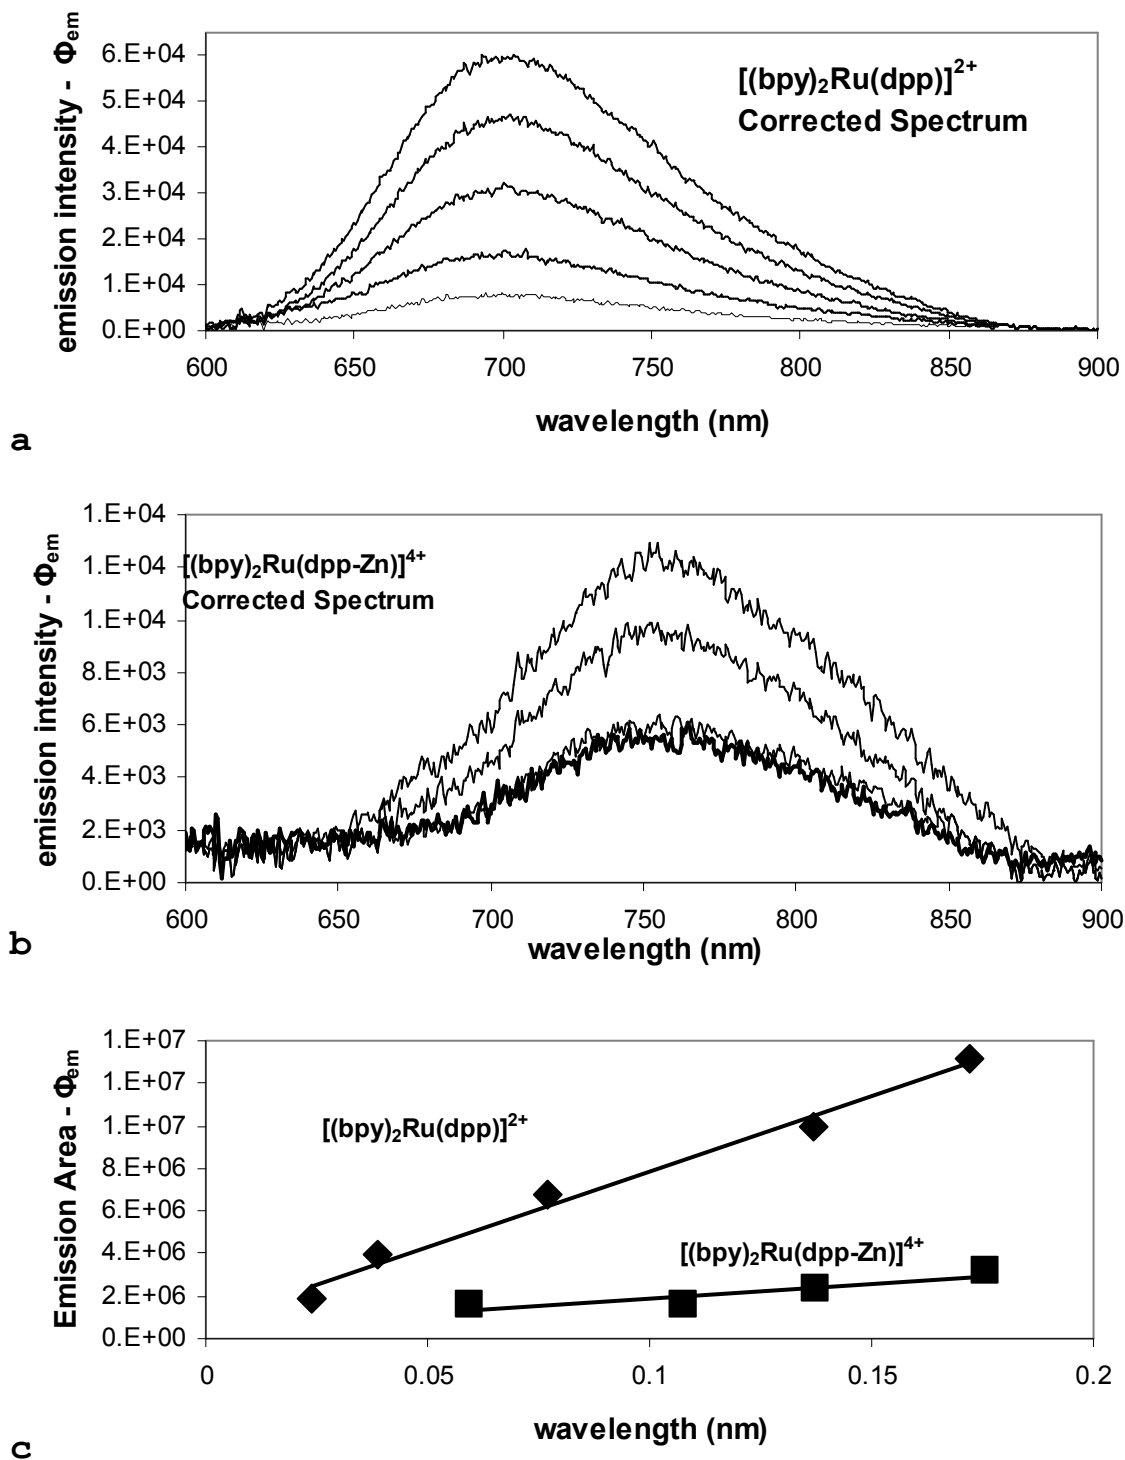 emission intensity - Φem
6.E+04
5.E+04
4.E+04
3.E+04
2.E+04
1.E+04
0.E+00
[(bpy)₂Ru(dpp)]²⁺
Corrected Spectrum
600 650 700 750 800 850 900
wavelength (nm)
a
emission intensity - Φem
1.E+04
1.E+04
1.E+04
8.E+03
6.E+03
4.E+03
2.E+03
0.E+00
[(bpy)₂Ru(dpp-Zn)]⁴⁺
Corrected Spectrum
600 650 700 750 800 850 900
wavelength (nm)
b
Emission Area - Φem
1.E+07
1.E+07
1.E+07
8.E+06
6.E+06
4.E+06
2.E+06
0.E+00
[(bpy)₂Ru(dpp)]²⁺
[(bpy)₂Ru(dpp-Zn)]⁴⁺
0 0.05 0.1 0.15 0.2
wavelength (nm)
c